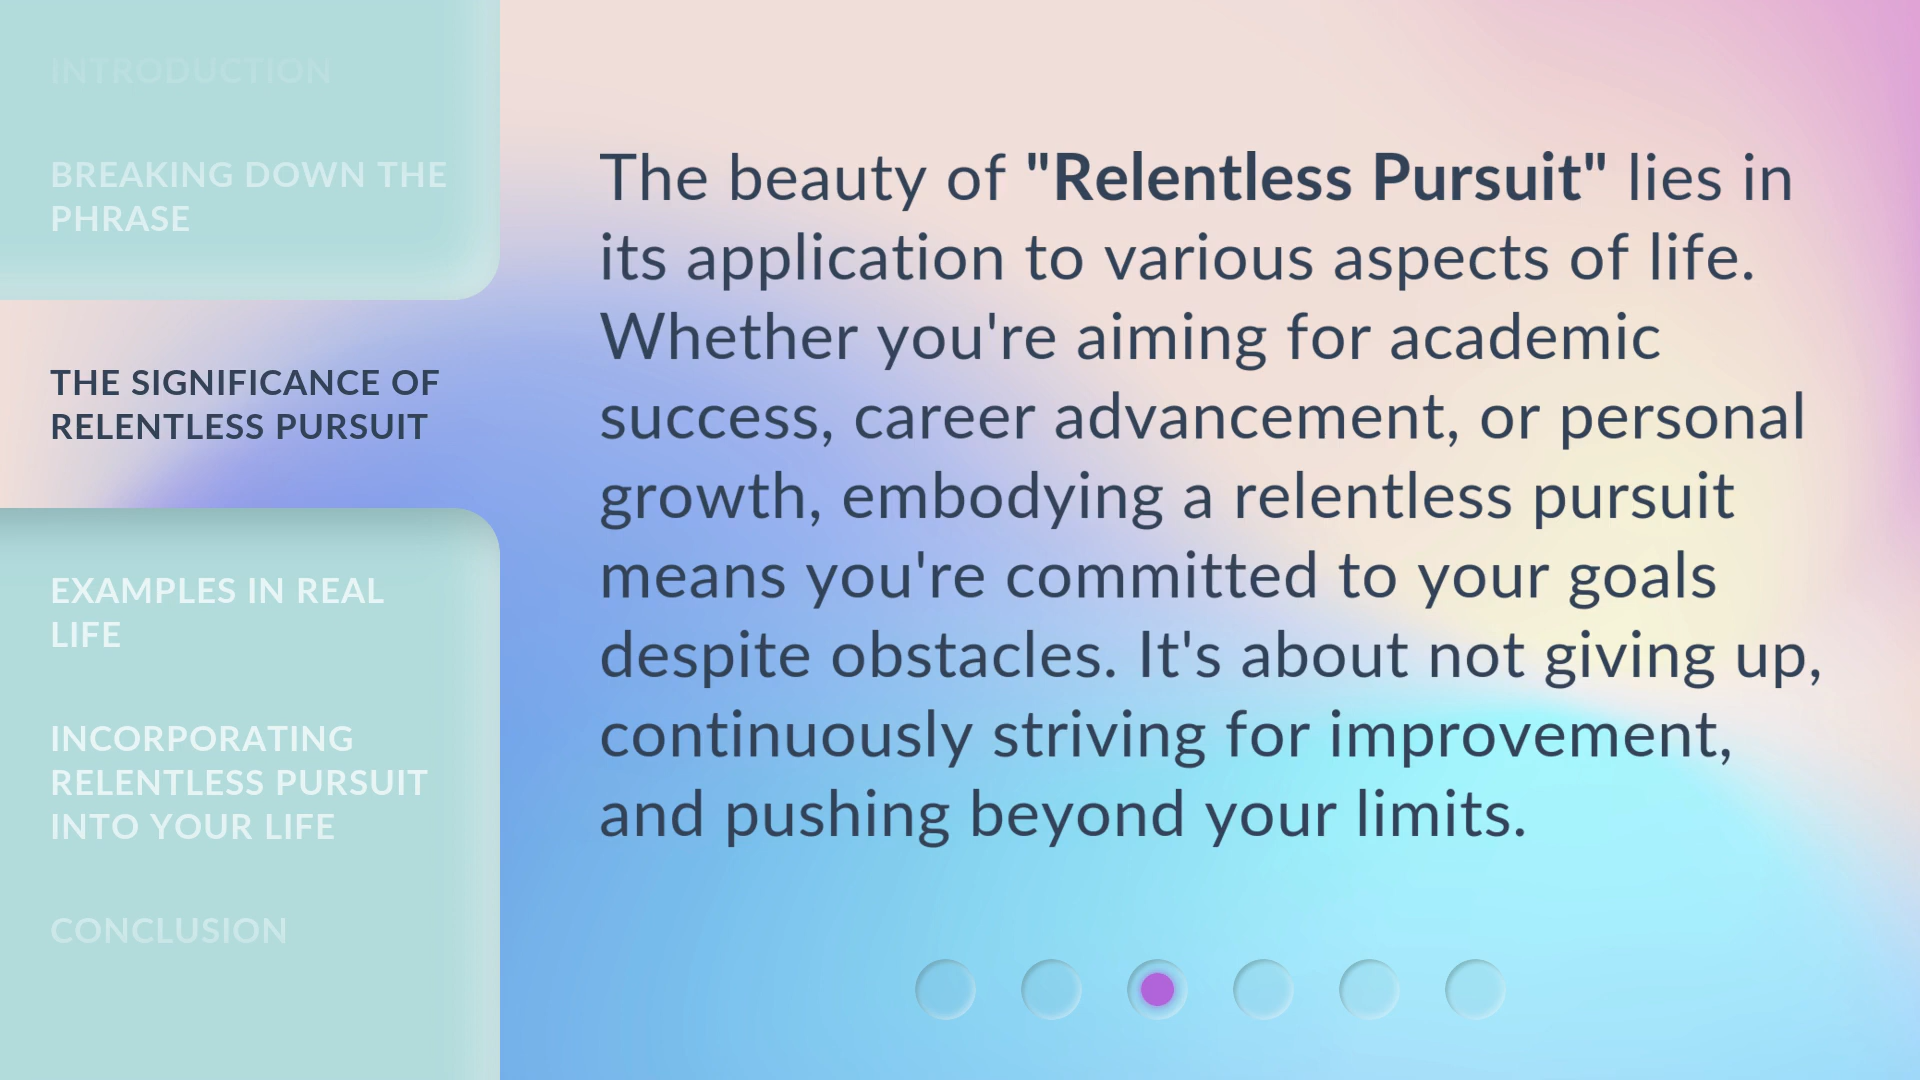 INTRODUCTION
BREAKING DOWN THE
PHRASE
THE SIGNIFICANCE OF
RELENTLESS PURSUIT
EXAMPLES IN REAL
LIFE
INCORPORATING
RELENTLESS PURSUIT
INTO YOUR LIFE
CONCLUSION
The beauty of "Relentless Pursuit" lies in
its application to various aspects of life.
Whether you're aiming for academic
success, career advancement, or personal
growth, embodying a relentless pursuit
means you're committed to your goals
despite obstacles. It's about not giving up,
continuously striving for improvement,
and pushing beyond your limits.